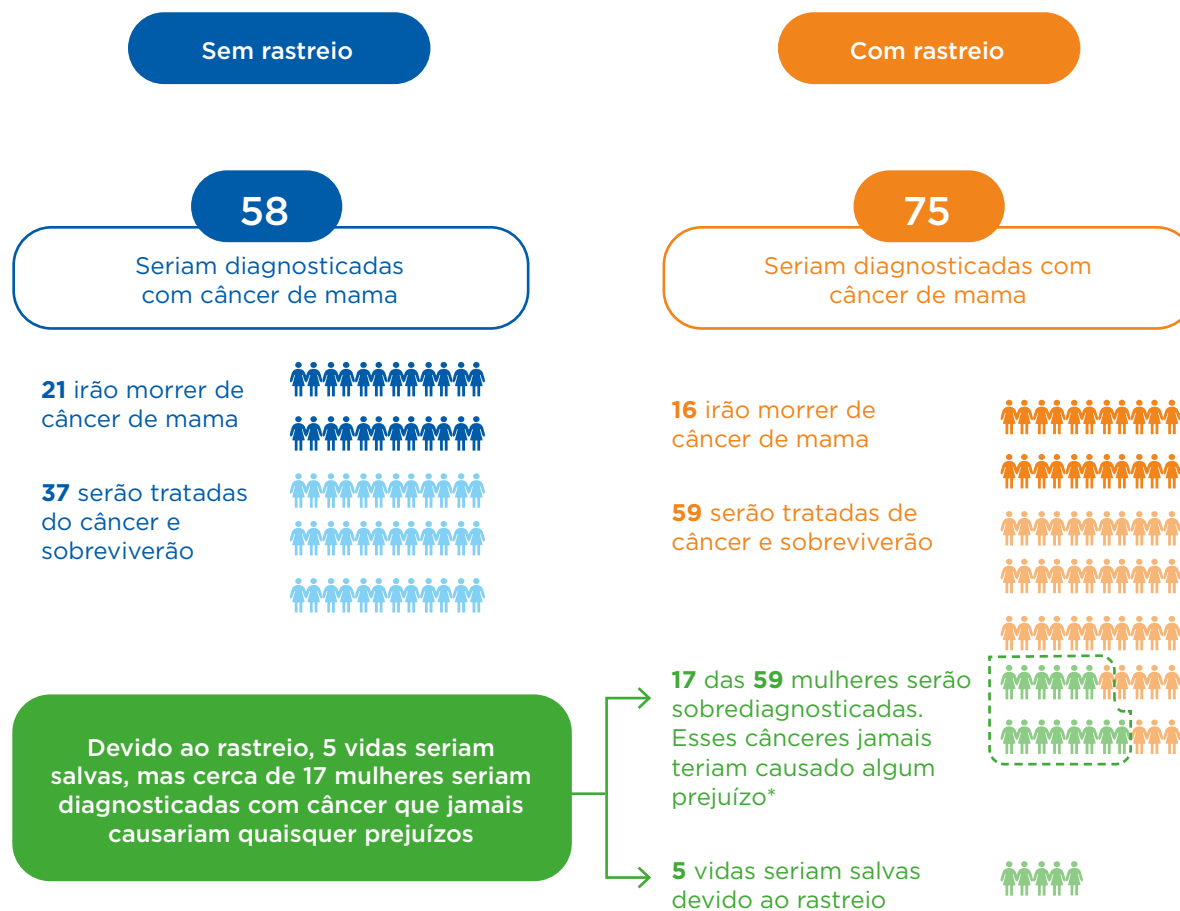 Sem rastreio
58
Seriam diagnosticadas
com câncer de mama
21 irão morrer de
câncer de mama
37 serão tratadas
do câncer e
sobreviverão
Com rastreio
75
Seriam diagnosticadas com
câncer de mama
16 irão morrer de
câncer de mama
59 serão tratadas de
câncer e sobreviverão
Devido ao rastreio, 5 vidas seriam
salvas, mas cerca de 17 mulheres seriam
diagnosticadas com câncer que jamais
causariam quaisquer prejuízos
17 das 59 mulheres serão
sobrediagnosticadas.
Esses cânceres jamais
teriam causado algum
prejuízo*
5 vidas seriam salvas
devido ao rastreio